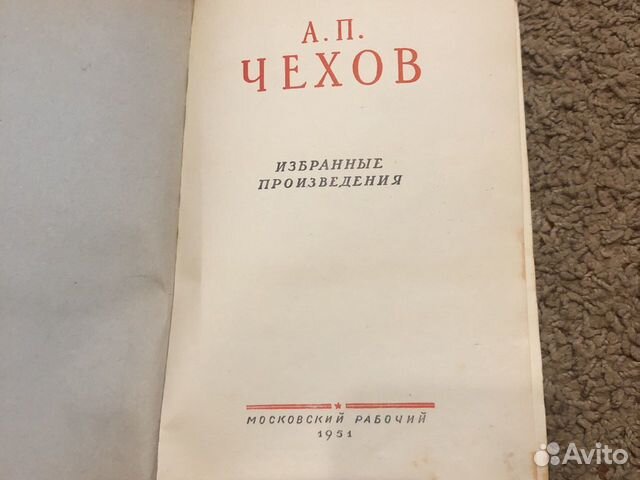 А. П.
ЧЕХОВ
ИЗБРАННЫЕ
ПРОИЗВЕДЕНИЯ
МОСКОВСКИЙ РАБОЧИЙ
1951
Avito